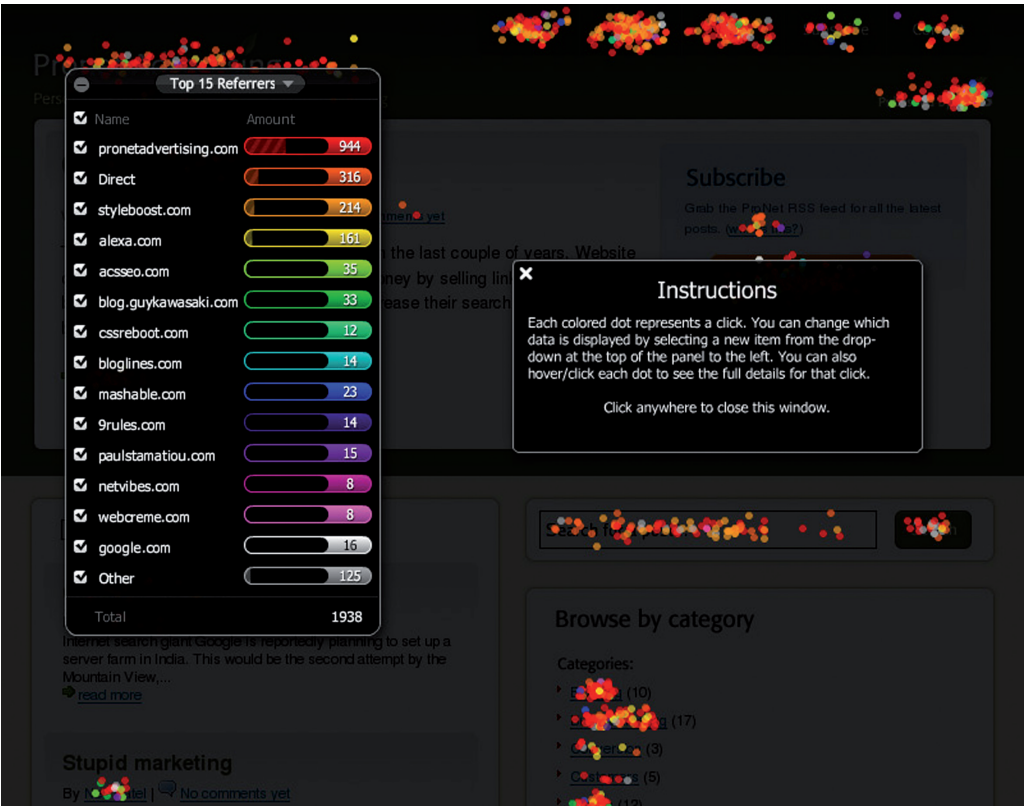 Top 15 Referrers
Name Amount
pronetadvertising.com 944
Direct 316
styleboost.com 214
alexa.com 161
acsseo.com 35
blog.guykawasaki.com 33
cssreboot.com 12
bloglines.com 14
mashable.com 23
9rules.com 14
paulstamatiou.com 15
netvibes.com 8
webcreme.com 8
google.com 16
Other 125
Total 1938
yet
the last couple of years. Website
by selling
ease their search
Subscribe
Grab the ProNet RSS feed for all the latest
posts.
Instructions
Each colored dot represents a click. You can change which
data is displayed by selecting a new item from the drop-
down at the top of the panel to the left. You can also
hover/click each dot to see the full details for that click.
Click anywhere to close this window.
Internet search giant Google is reportedly planning to set up a
server farm in India. This would be the second attempt by the
Mountain View,...
read more
Stupid marketing
By
| No comments yet
Browse by category
Categories:
(10)
(17)
(3)
(5)
(12)